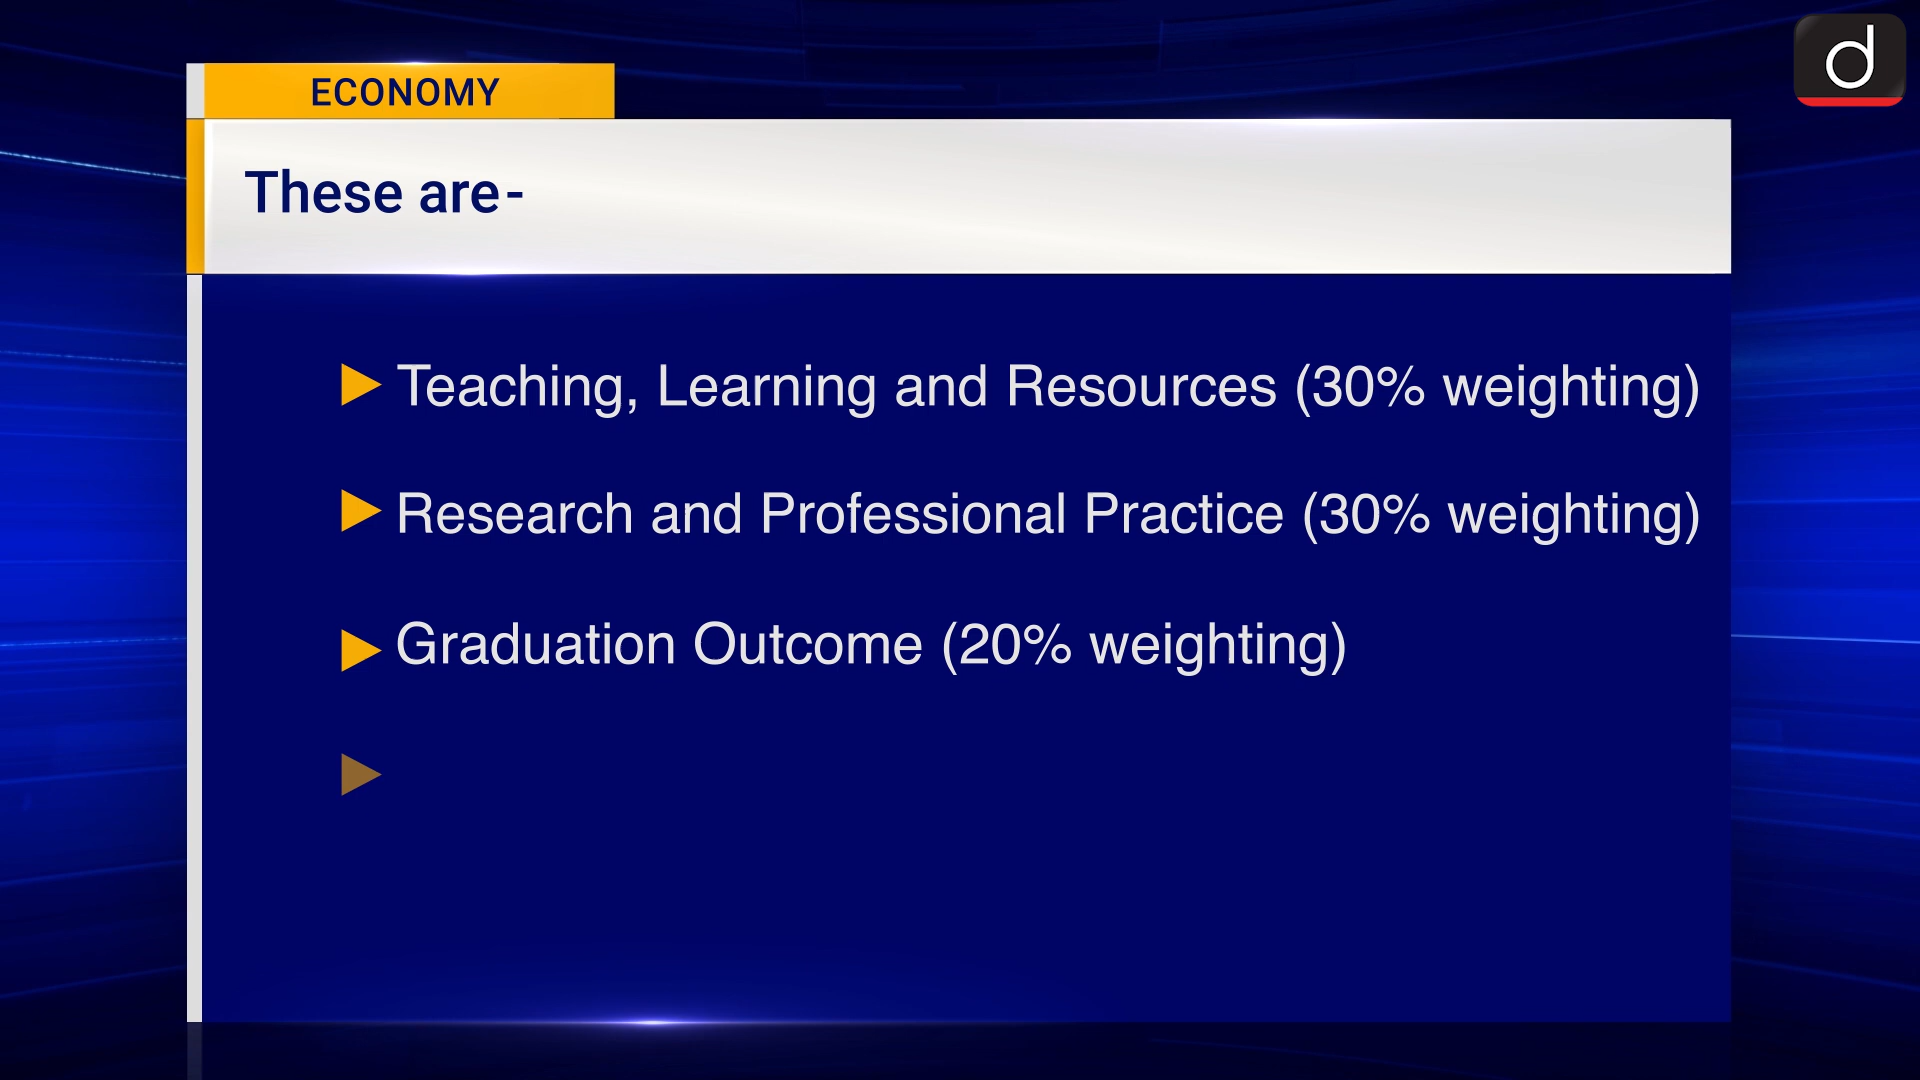 ECONOMY
These are-
Teaching, Learning and Resources (30% weighting)
Research and Professional Practice (30% weighting)
Graduation Outcome (20% weighting)
d